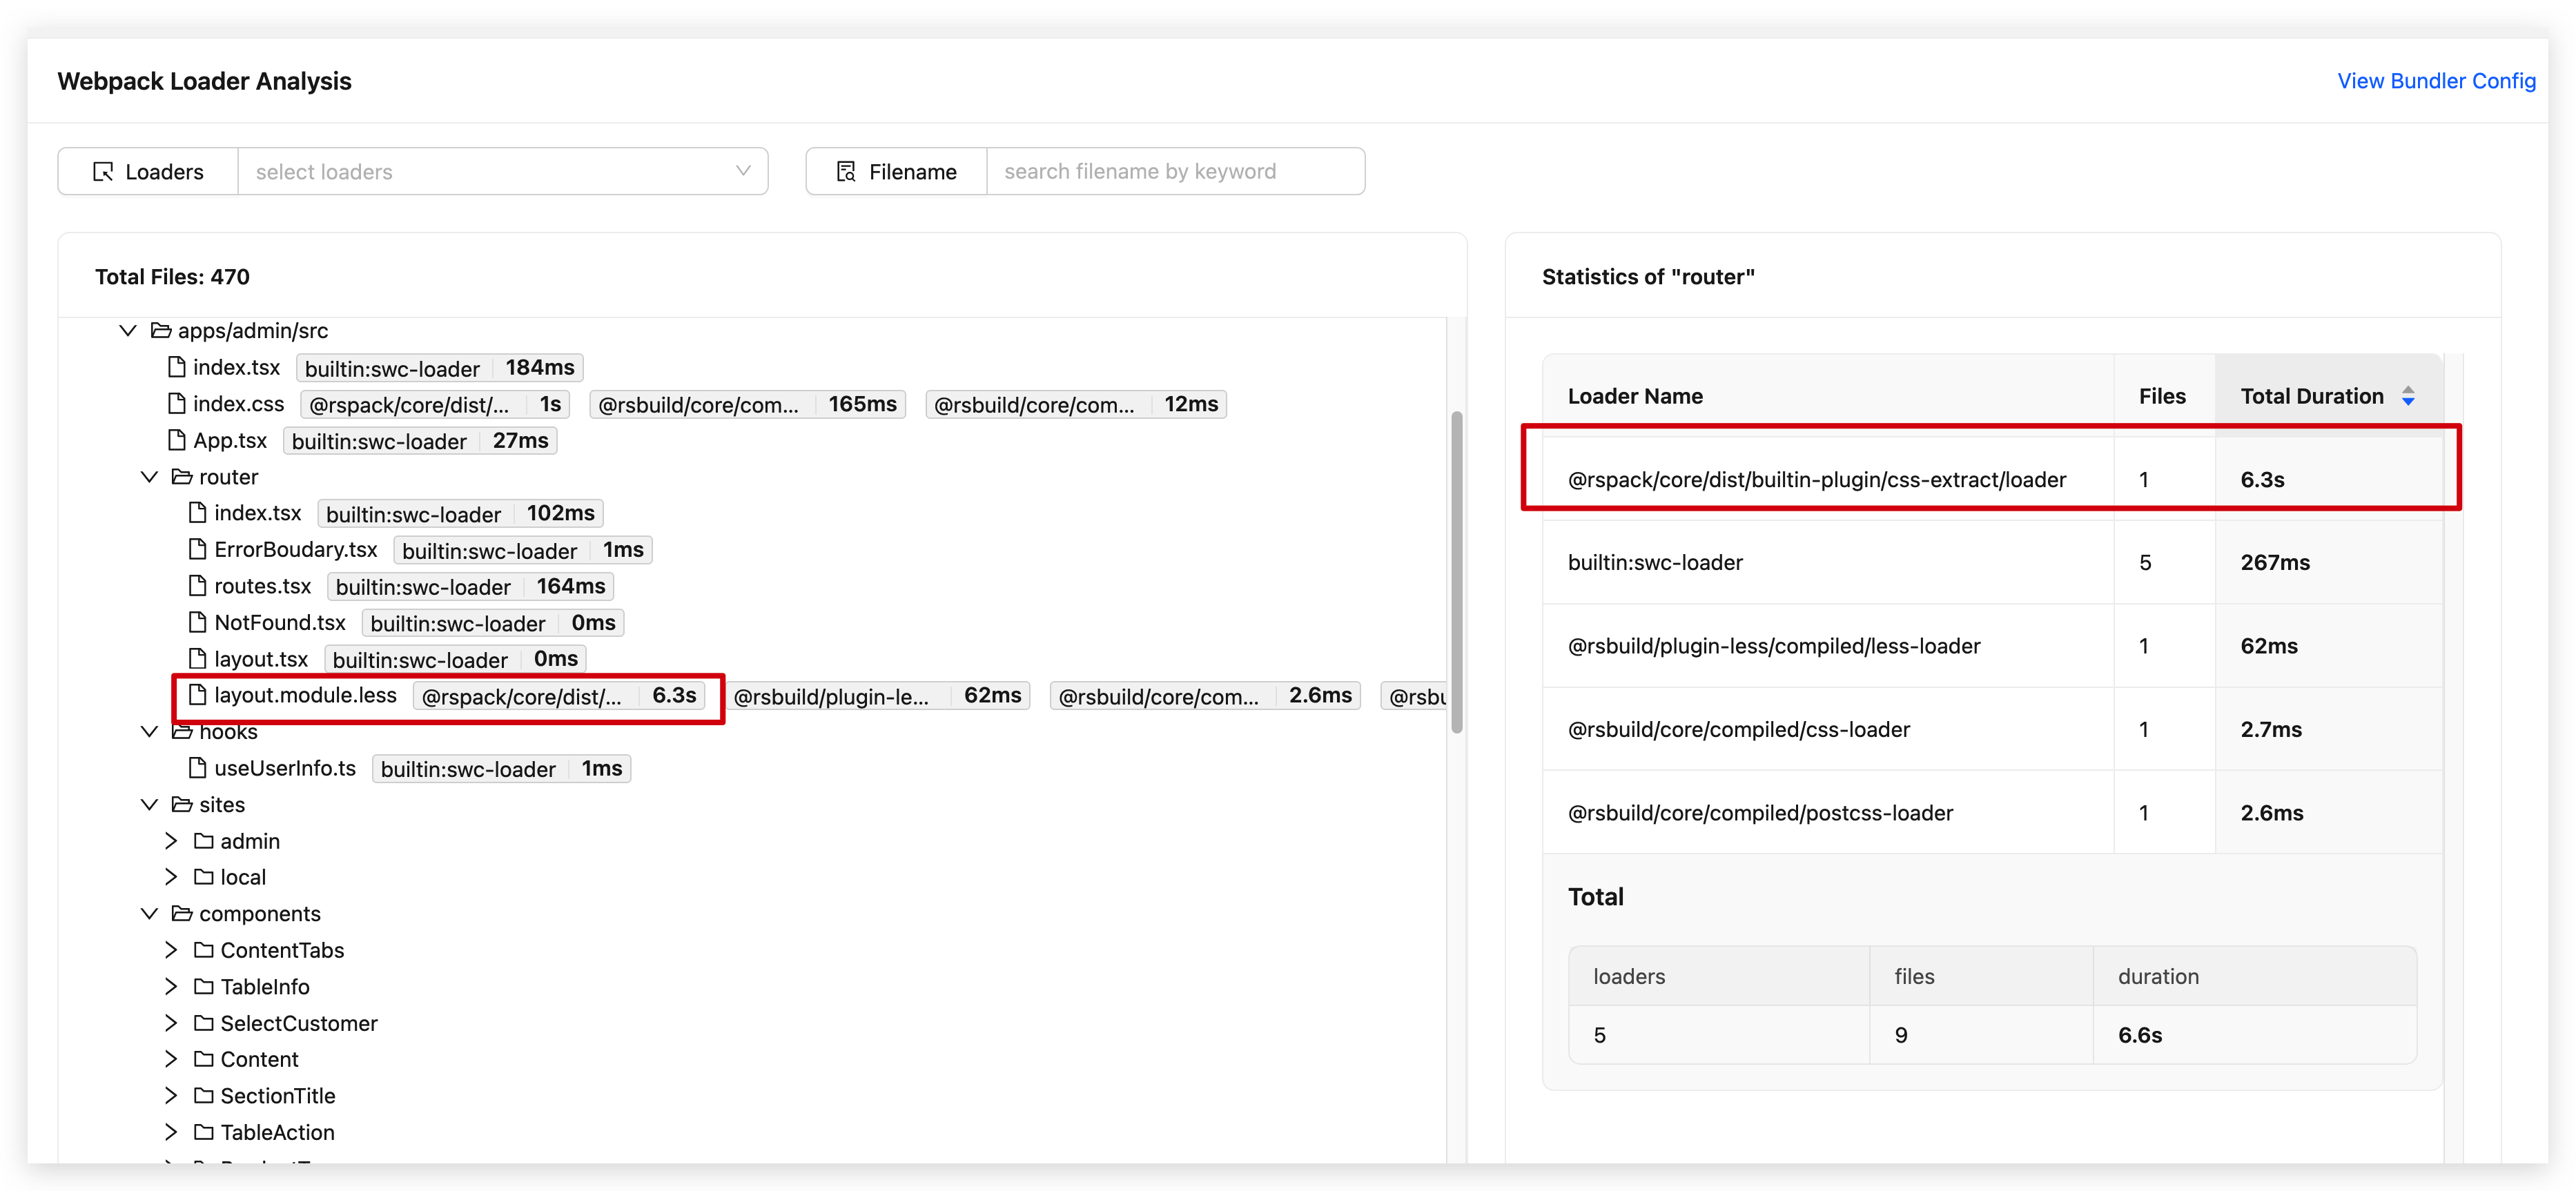 Webpack Loader Analysis
View Bundler Config
Loaders select loaders Filename search filename by keyword
Total Files: 470
apps/admin/src
index.tsx builtin:swc-loader 184ms
index.css @rspack/core/dist/... 1s @rsbuild/core/com... 165ms @rsbuild/core/com... 12ms
App.tsx builtin:swc-loader 27ms
router
index.tsx builtin:swc-loader 102ms
ErrorBoudary.tsx builtin:swc-loader 1ms
routes.tsx builtin:swc-loader 164ms
NotFound.tsx builtin:swc-loader 0ms
layout.tsx builtin:swc-loader 0ms
layout.module.less @rspack/core/dist/... 6.3s @rsbuild/plugin-le... 62ms @rsbuild/core/com... 2.6ms @rsbu
hooks
useUserInfo.ts builtin:swc-loader 1ms
sites
admin
local
components
ContentTabs
TableInfo
SelectCustomer
Content
SectionTitle
TableAction
Statistics of "router"
Loader Name Files Total Duration
@rspack/core/dist/builtin-plugin/css-extract/loader 1 6.3s
builtin:swc-loader 5 267ms
@rsbuild/plugin-less/compiled/less-loader 1 62ms
@rsbuild/core/compiled/css-loader 1 2.7ms
@rsbuild/core/compiled/postcss-loader 1 2.6ms
Total
loaders files duration
5 9 6.6s